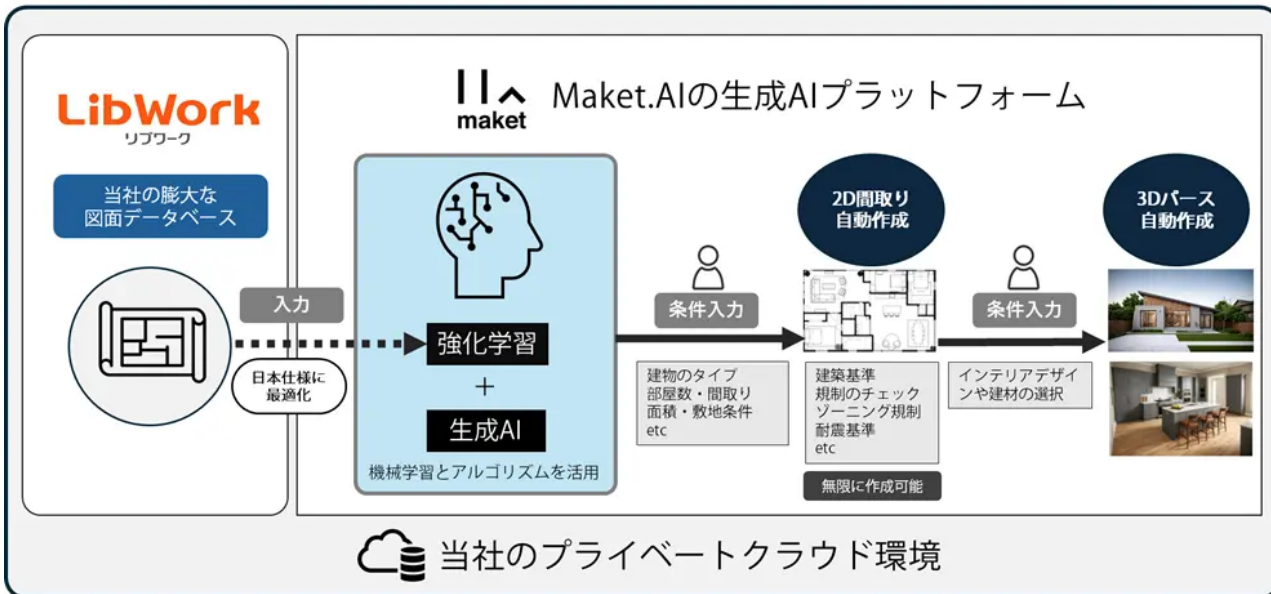 LibWork
リブワーク
当社の膨大な
図面データベース
入力
日本仕様に
最適化
maket
Maket.AIの生成AIプラットフォーム
強化学習
+
生成AI
機械学習とアルゴリズムを活用
条件入力
建物のタイプ
部屋数・間取り
面積・敷地条件
etc
2D間取り
自動作成
建築基準
規制のチェック
ゾーニング規制
耐震基準
etc
無限に作成可能
条件入力
インテリアデザイ
ンや建材の選択
3Dパース
自動作成
当社のプライベートクラウド環境